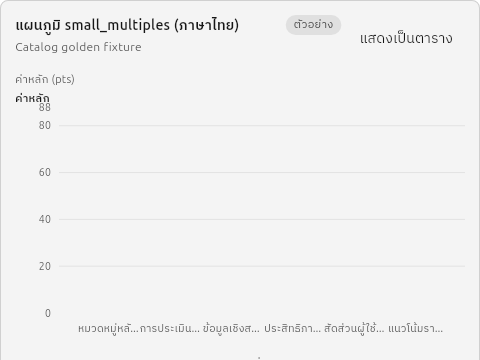 แผนภูมิ small_multiples (ภาษาไทย)
ตัวอย่าง
แสดงเป็นตาราง
Catalog golden fixture
ค่าหลัก (pts)
ค่าหลัก
88
80
60
40
20
0
หมวดหมู่หลั... การประเมิน... ข้อมูลเชิงส... ประสิทธิภา... สัดส่วนผู้ใช้... แนวโน้มรา...